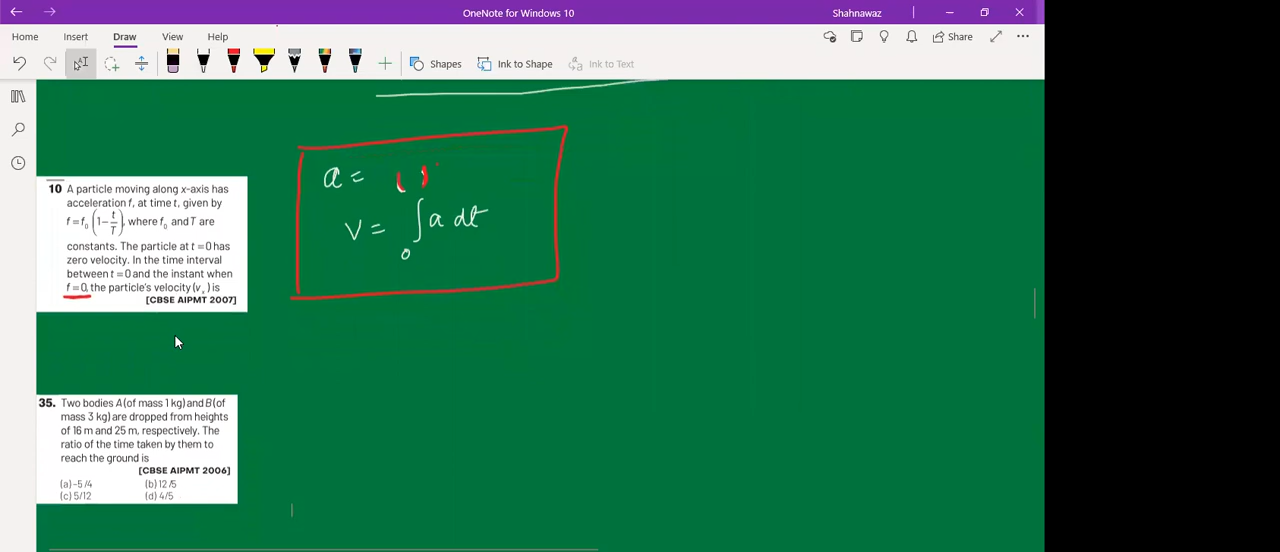 OneNote for Windows 10
Shahnawaz
Home Insert Draw View Help
Share
Shapes Ink to Shape Ink to Text
a = ( )
v = ∫₀ a dt
10 A particle moving along x-axis has
acceleration f, at time t, given by
f = f₀ (1 - t/T), where f₀ and T are
constants. The particle at t = 0 has
zero velocity. In the time interval
between t = 0 and the instant when
f = 0, the particle's velocity (vₓ) is
[CBSE AIPMT 2007]
35. Two bodies A (of mass 1 kg) and B (of
mass 3 kg) are dropped from heights
of 16 m and 25 m, respectively. The
ratio of the time taken by them to
reach the ground is
[CBSE AIPMT 2006]
(a) -5/4 (b) 12/5
(c) 5/12 (d) 4/5